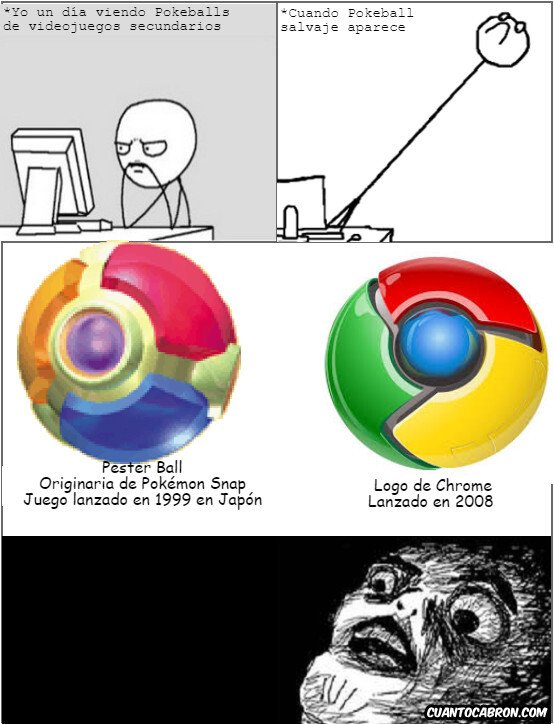 *Yo un día viendo Pokeballs
de videojuegos secundarios
*Cuando Pokeball
salvaje aparece
Pester Ball
Originaria de Pokémon Snap
Juego lanzado en 1999 en Japón
Logo de Chrome
Lanzado en 2008
CUANTOCABRON.COM